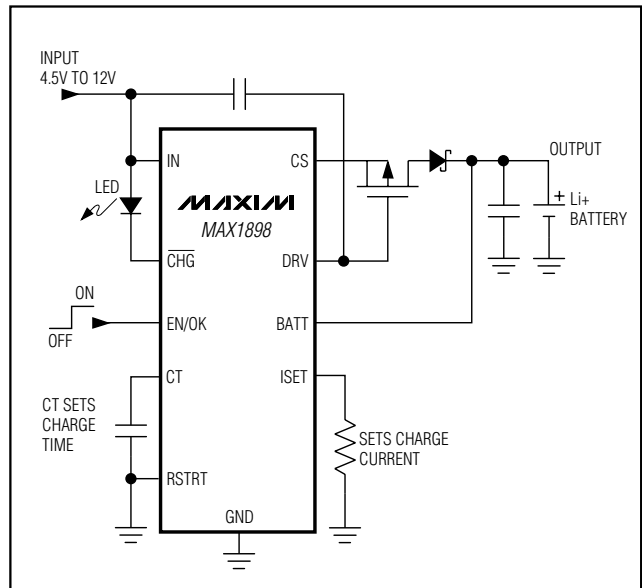 INPUT
4.5V TO 12V
IN
CS
OUTPUT
LED
MAXIM
MAX1898
+
Li+
BATTERY
CHG
DRV
ON
OFF
EN/OK
BATT
CT
ISET
CT SETS
CHARGE
TIME
SETS CHARGE
CURRENT
RSTRT
GND